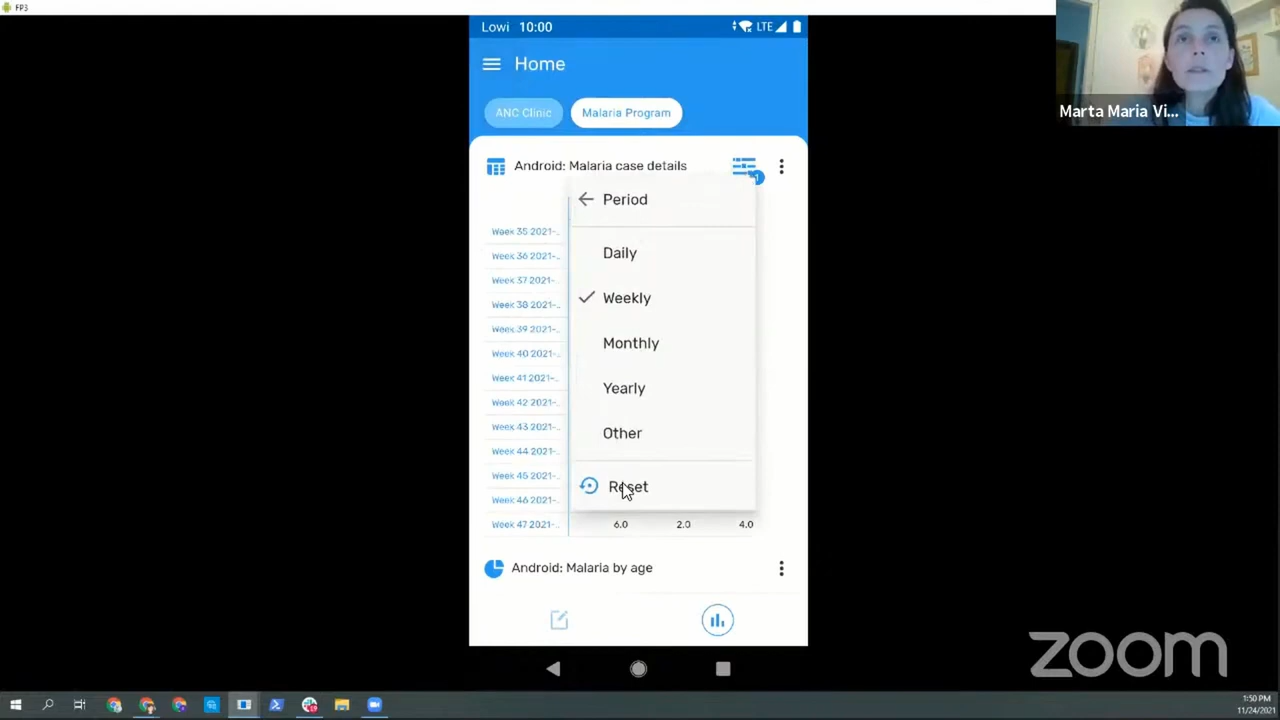 FP3
Lowi 10:00
LTE
Home
ANC Clinic
Malaria Program
Android: Malaria case details
1
Period
Week 35 2021-..
Daily
Week 36 2021-..
Week 37 2021-..
Weekly
Week 38 2021-..
Week 39 2021-..
Monthly
Week 40 2021-..
Week 41 2021-..
Yearly
Week 42 2021-..
Week 43 2021-..
Other
Week 44 2021-..
Week 45 2021-..
Reset
Week 46 2021-..
Week 47 2021-..
6.0 2.0 4.0
Android: Malaria by age
Marta Maria Vi...
zoom
1:50 PM
11/24/2021